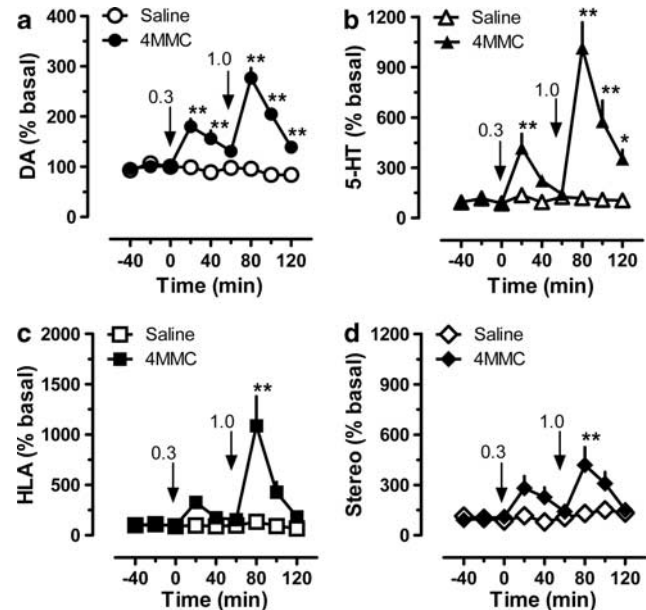 a
Saline
4MMC
400
300
200
100
0
DA (% basal)
0.3
1.0
**
**
**
**
**
-40 0 40 80 120
Time (min)
b
Saline
4MMC
1200
900
600
300
0
5-HT (% basal)
0.3
1.0
**
**
**
*
-40 0 40 80 120
Time (min)
c
Saline
4MMC
2000
1500
1000
500
0
HLA (% basal)
0.3
1.0
**
-40 0 40 80 120
Time (min)
d
Saline
4MMC
1200
900
600
300
0
Stereo (% basal)
0.3
1.0
**
-40 0 40 80 120
Time (min)